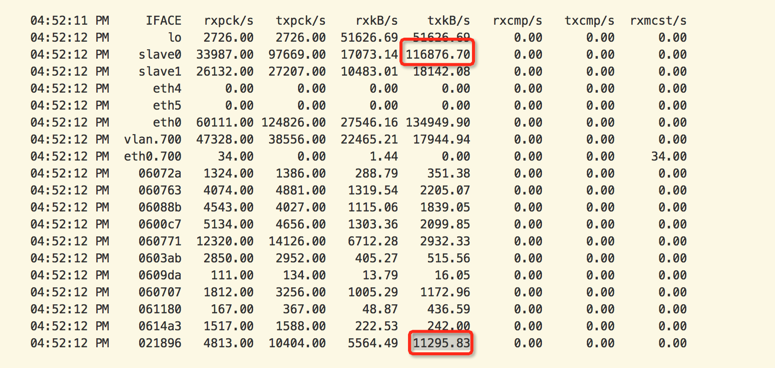 04:52:11 PM IFACE rxpck/s txpck/s rxkB/s txkB/s rxcmp/s txcmp/s rxmcst/s
04:52:12 PM lo 2726.00 2726.00 51626.69 51626.69 0.00 0.00 0.00
04:52:12 PM slave0 33987.00 97669.00 17073.14 116876.70 0.00 0.00 0.00
04:52:12 PM slave1 26132.00 27207.00 10483.01 18142.08 0.00 0.00 0.00
04:52:12 PM eth4 0.00 0.00 0.00 0.00 0.00 0.00 0.00
04:52:12 PM eth5 0.00 0.00 0.00 0.00 0.00 0.00 0.00
04:52:12 PM eth0 60111.00 124826.00 27546.16 134949.90 0.00 0.00 0.00
04:52:12 PM vlan.700 47328.00 38556.00 22465.21 17944.94 0.00 0.00 0.00
04:52:12 PM eth0.700 34.00 0.00 1.44 0.00 0.00 0.00 34.00
04:52:12 PM 06072a 1324.00 1386.00 288.79 351.38 0.00 0.00 0.00
04:52:12 PM 060763 4074.00 4881.00 1319.54 2205.07 0.00 0.00 0.00
04:52:12 PM 06088b 4543.00 4027.00 1115.06 1839.05 0.00 0.00 0.00
04:52:12 PM 0600c7 5134.00 4656.00 1303.36 2099.85 0.00 0.00 0.00
04:52:12 PM 060771 12320.00 14126.00 6712.28 2932.33 0.00 0.00 0.00
04:52:12 PM 0603ab 2850.00 2952.00 405.27 515.56 0.00 0.00 0.00
04:52:12 PM 0609da 111.00 134.00 13.79 16.05 0.00 0.00 0.00
04:52:12 PM 060707 1812.00 3256.00 1005.29 1172.96 0.00 0.00 0.00
04:52:12 PM 061180 167.00 367.00 48.87 436.59 0.00 0.00 0.00
04:52:12 PM 0614a3 1517.00 1588.00 222.53 242.00 0.00 0.00 0.00
04:52:12 PM 021896 4813.00 10404.00 5564.49 11295.83 0.00 0.00 0.00